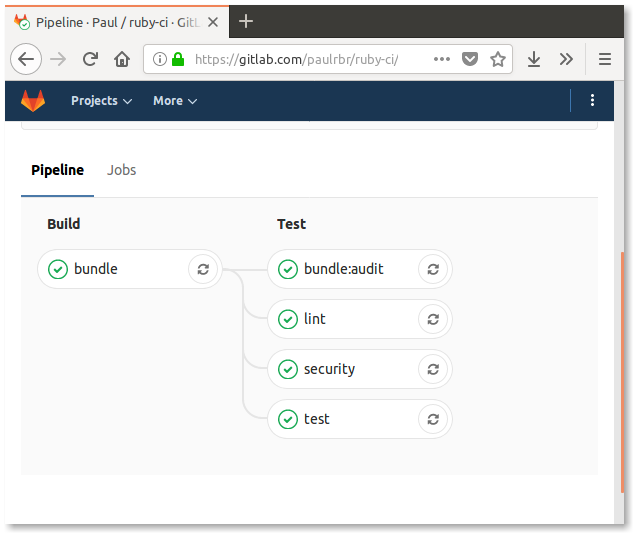 Pipeline · Paul / ruby-ci · GitL
https://gitlab.com/paulrbr/ruby-ci/
Projects More
Pipeline Jobs
Build Test
bundle bundle:audit
lint
security
test